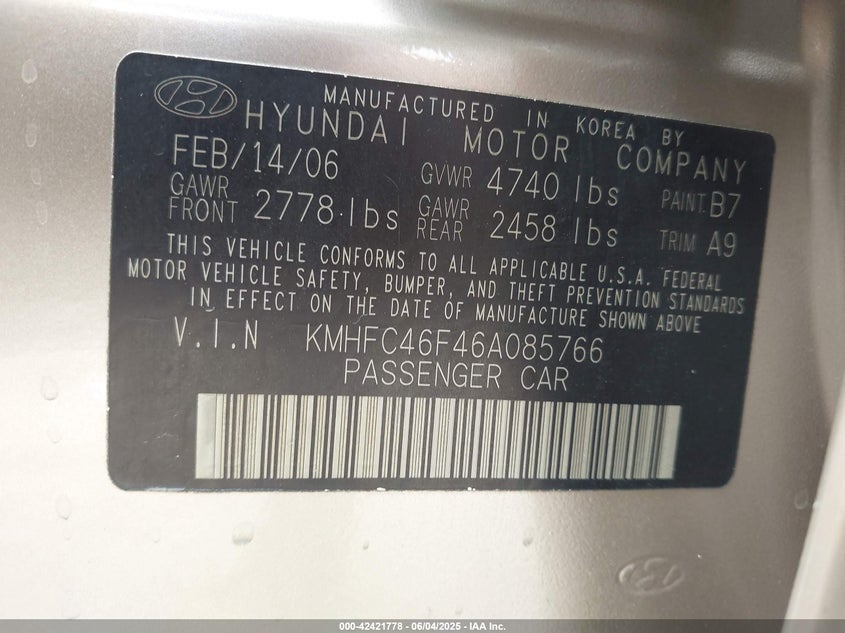 MANUFACTURED IN KOREA BY
HYUNDAI MOTOR COMPANY
FEB/14/06 GVWR 4740 lbs PAINT B7
GAWR FRONT 2778 lbs GAWR REAR 2458 lbs TRIM A9
THIS VEHICLE CONFORMS TO ALL APPLICABLE U.S.A. FEDERAL
MOTOR VEHICLE SAFETY, BUMPER, AND THEFT PREVENTION STANDARDS
IN EFFECT ON THE DATE OF MANUFACTURE SHOWN ABOVE
V.I.N KMHFC46F46A085766
PASSENGER CAR
000-42421778 - 06/04/2025 - IAA Inc.